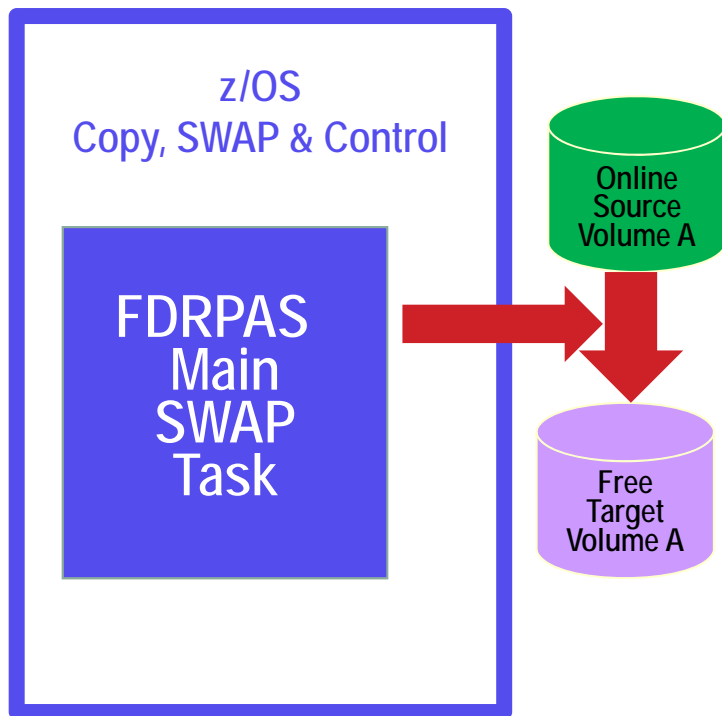 z/OS
Copy, SWAP & Control
FDRPAS
Main
SWAP
Task
Online
Source
Volume A
Free
Target
Volume A